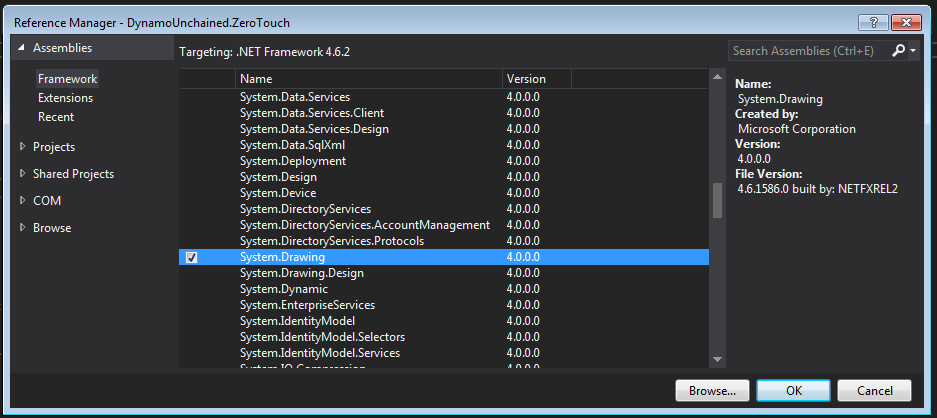 Reference Manager - DynamoUnchained.ZeroTouch
Assemblies
Framework
Extensions
Recent
Projects
Shared Projects
COM
Browse
Targeting: .NET Framework 4.6.2
Search Assemblies (Ctrl+E)
Name Version
System.Data.Services 4.0.0.0
System.Data.Services.Client 4.0.0.0
System.Data.Services.Design 4.0.0.0
System.Data.SqlXml 4.0.0.0
System.Deployment 4.0.0.0
System.Design 4.0.0.0
System.Device 4.0.0.0
System.DirectoryServices 4.0.0.0
System.DirectoryServices.AccountManagement 4.0.0.0
System.DirectoryServices.Protocols 4.0.0.0
System.Drawing 4.0.0.0
System.Drawing.Design 4.0.0.0
System.Dynamic 4.0.0.0
System.EnterpriseServices 4.0.0.0
System.IdentityModel 4.0.0.0
System.IdentityModel.Selectors 4.0.0.0
System.IdentityModel.Services 4.0.0.0
System.IO.Compression 4.0.0.0
Name:
System.Drawing
Created by:
Microsoft Corporation
Version:
4.0.0.0
File Version:
4.6.1586.0 built by: NETFXREL2
Browse...
OK
Cancel